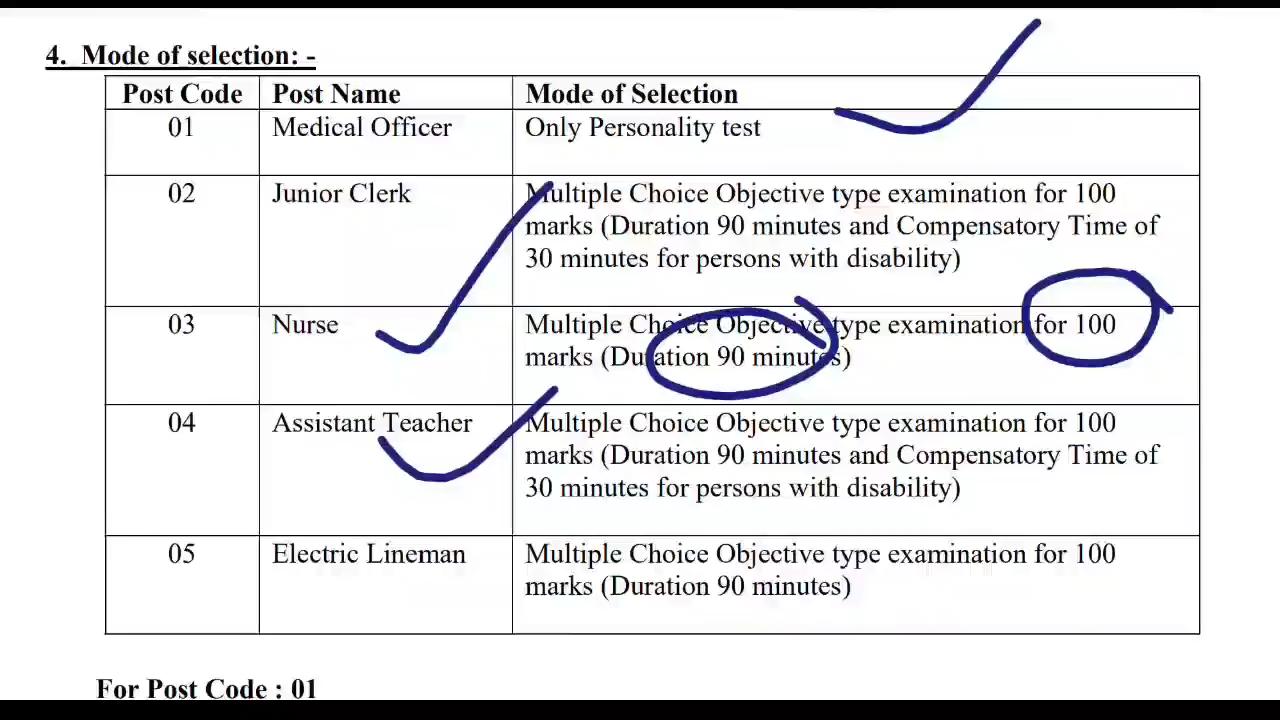 4. Mode of selection: -
Post Code Post Name Mode of Selection
01 Medical Officer Only Personality test
02 Junior Clerk Multiple Choice Objective type examination for 100
marks (Duration 90 minutes and Compensatory Time of
30 minutes for persons with disability)
03 Nurse Multiple Choice Objective type examination for 100
marks (Duration 90 minutes)
04 Assistant Teacher Multiple Choice Objective type examination for 100
marks (Duration 90 minutes and Compensatory Time of
30 minutes for persons with disability)
05 Electric Lineman Multiple Choice Objective type examination for 100
marks (Duration 90 minutes)
For Post Code : 01